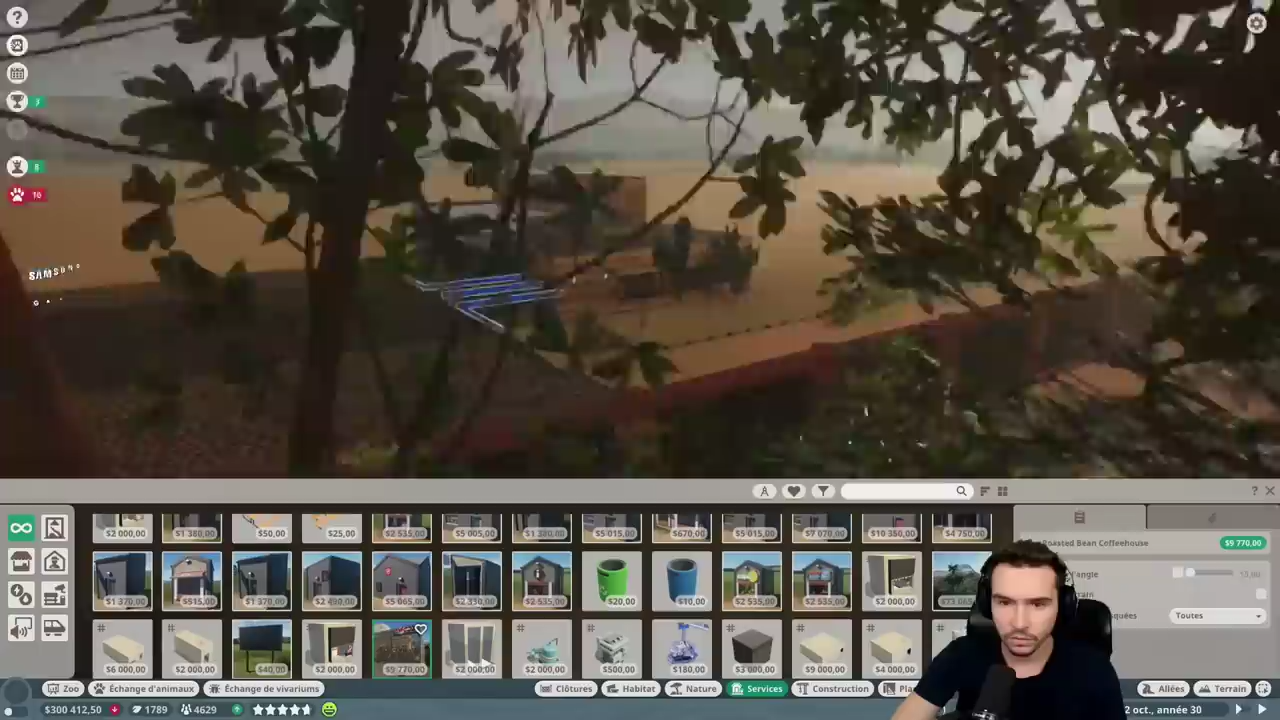 ?
7
8
10
SAMSUNG
? ×
$2 000,00 $1 380,00 $50,00 $25,00 $2 535,00 $5 005,00 $1 380,00 $5 015,00 $670,00 $5 015,00 $7 070,00 $10 350,00 $4 750,00
Roasted Bean Coffeehouse $9 770,00
$1 370,00 $515,00 $1 370,00 $2 490,00 $5 065,00 $2 330,00 $2 535,00 $20,00 $10,00 $2 535,00 $2 535,00 $2 000,00
Toutes
$6 000,00 $2 000,00 $40,00 $2 000,00 $9 770,00 $2 000,00 $2 000,00 $500,00 $180,00 $3 000,00 $9 000,00 $4 000,00
Zoo Échange d'animaux Échange de vivariums Clôtures Habitat Nature Services Construction Allées Terrain
$300 412,50 1789 4629 2 oct., année 30